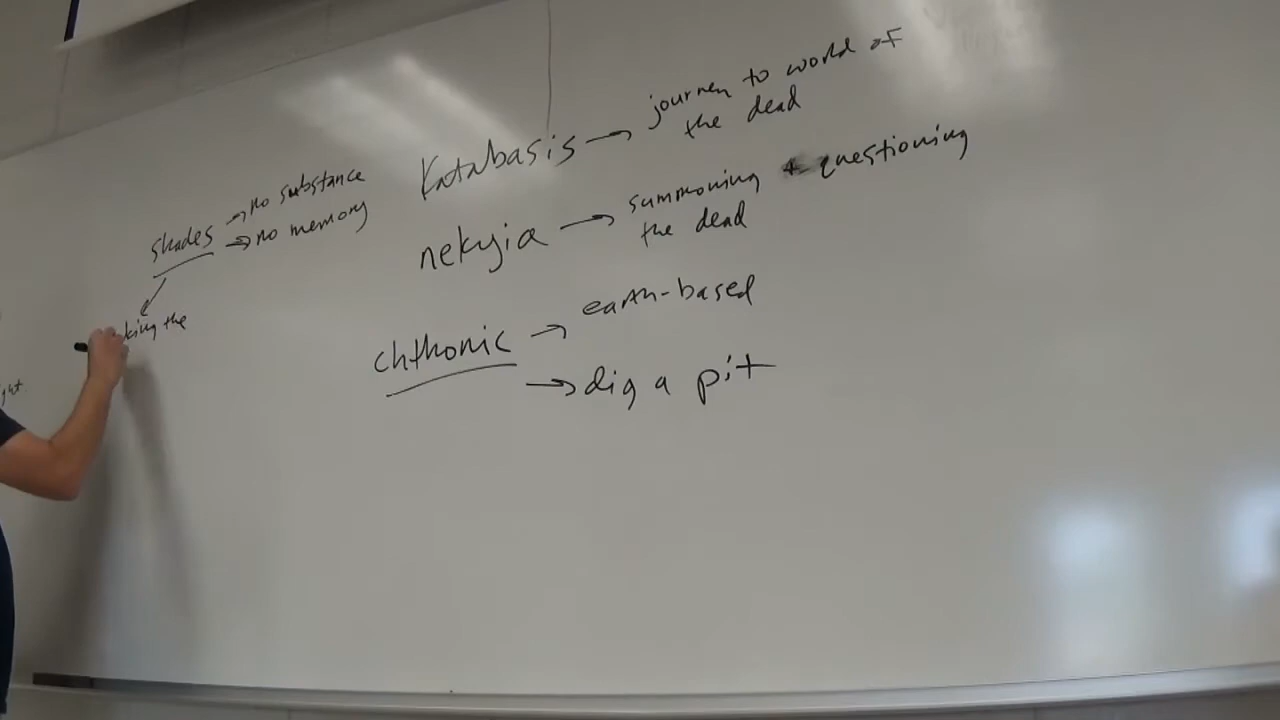 shades → no substance
→ no memory
the
Katabasis → journey to world of
the dead
nekyia → summoning + questioning
the dead
chthonic → earth-based
→ dig a pit